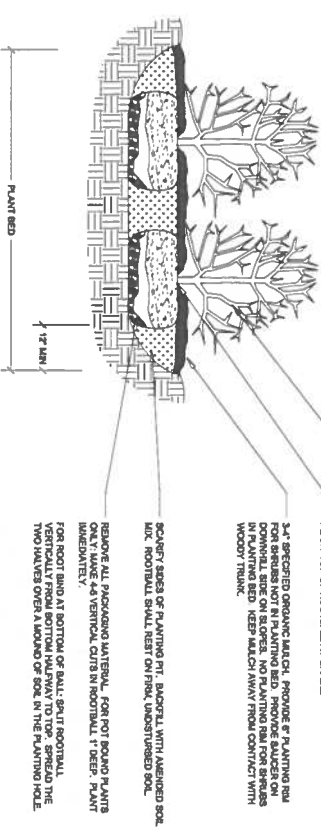 3-4" SPECIFIED ORGANIC MULCH. PROVIDE 6" PLANTING RIM
FOR SHRUBS NOT IN PLANTING BED. PROVIDE SAUCER ON
DOWNHILL SIDE ON SLOPES. NO PLANTING RIM FOR SHRUBS
IN PLANTING BED. KEEP MULCH AWAY FROM CONTACT WITH
WOODY TRUNK.
SCARIFY SIDES OF PLANTING PIT. BACKFILL WITH AMENDED SOIL
MIX. ROOTBALL SHALL REST ON FIRM, UNDISTURBED SOIL.
REMOVE ALL PACKAGING MATERIAL. FOR POT BOUND PLANTS
ONLY: MAKE 4-5 VERTICAL CUTS IN ROOTBALL 1" DEEP. PLANT
IMMEDIATELY.
FOR ROOT BIND AT BOTTOM OF BALL: SPLIT ROOTBALL
VERTICALLY FROM BOTTOM HALFWAY TO TOP. SPREAD THE
TWO HALVES OVER A MOUND OF SOIL IN THE PLANTING HOLE.
12" MIN
PLANT BED